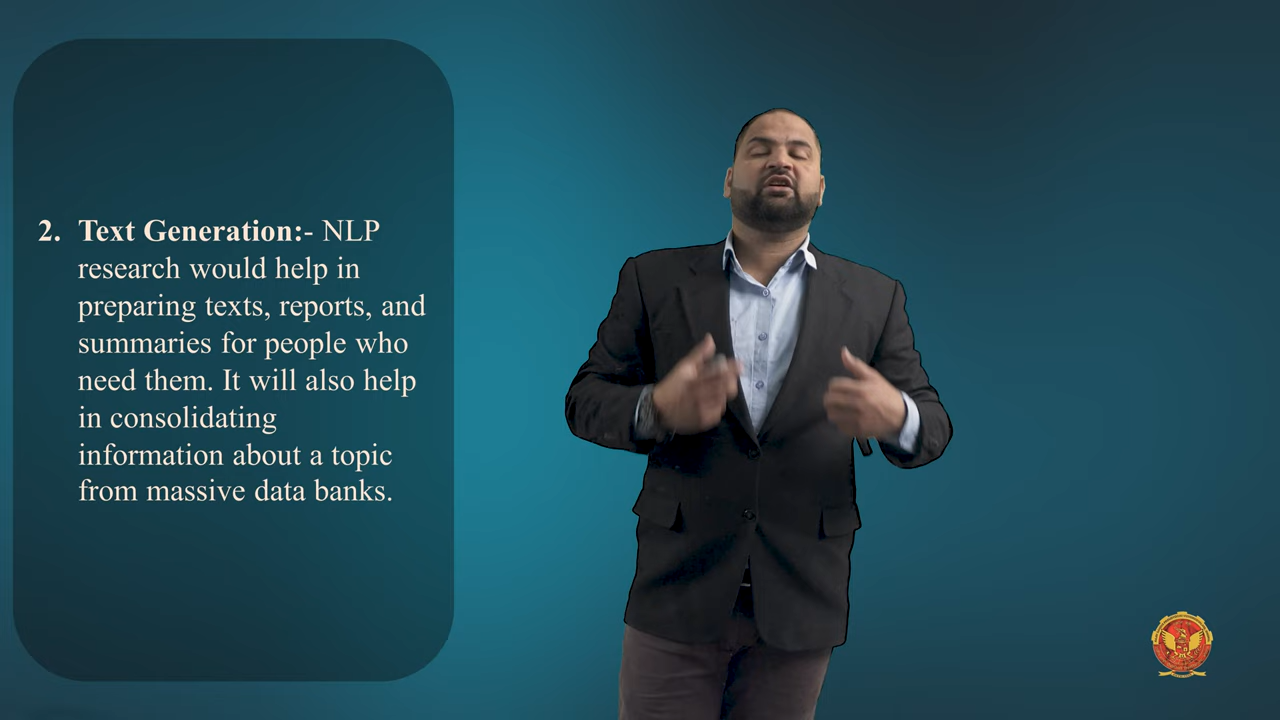 2. Text Generation:- NLP
research would help in
preparing texts, reports, and
summaries for people who
need them. It will also help
in consolidating
information about a topic
from massive data banks.